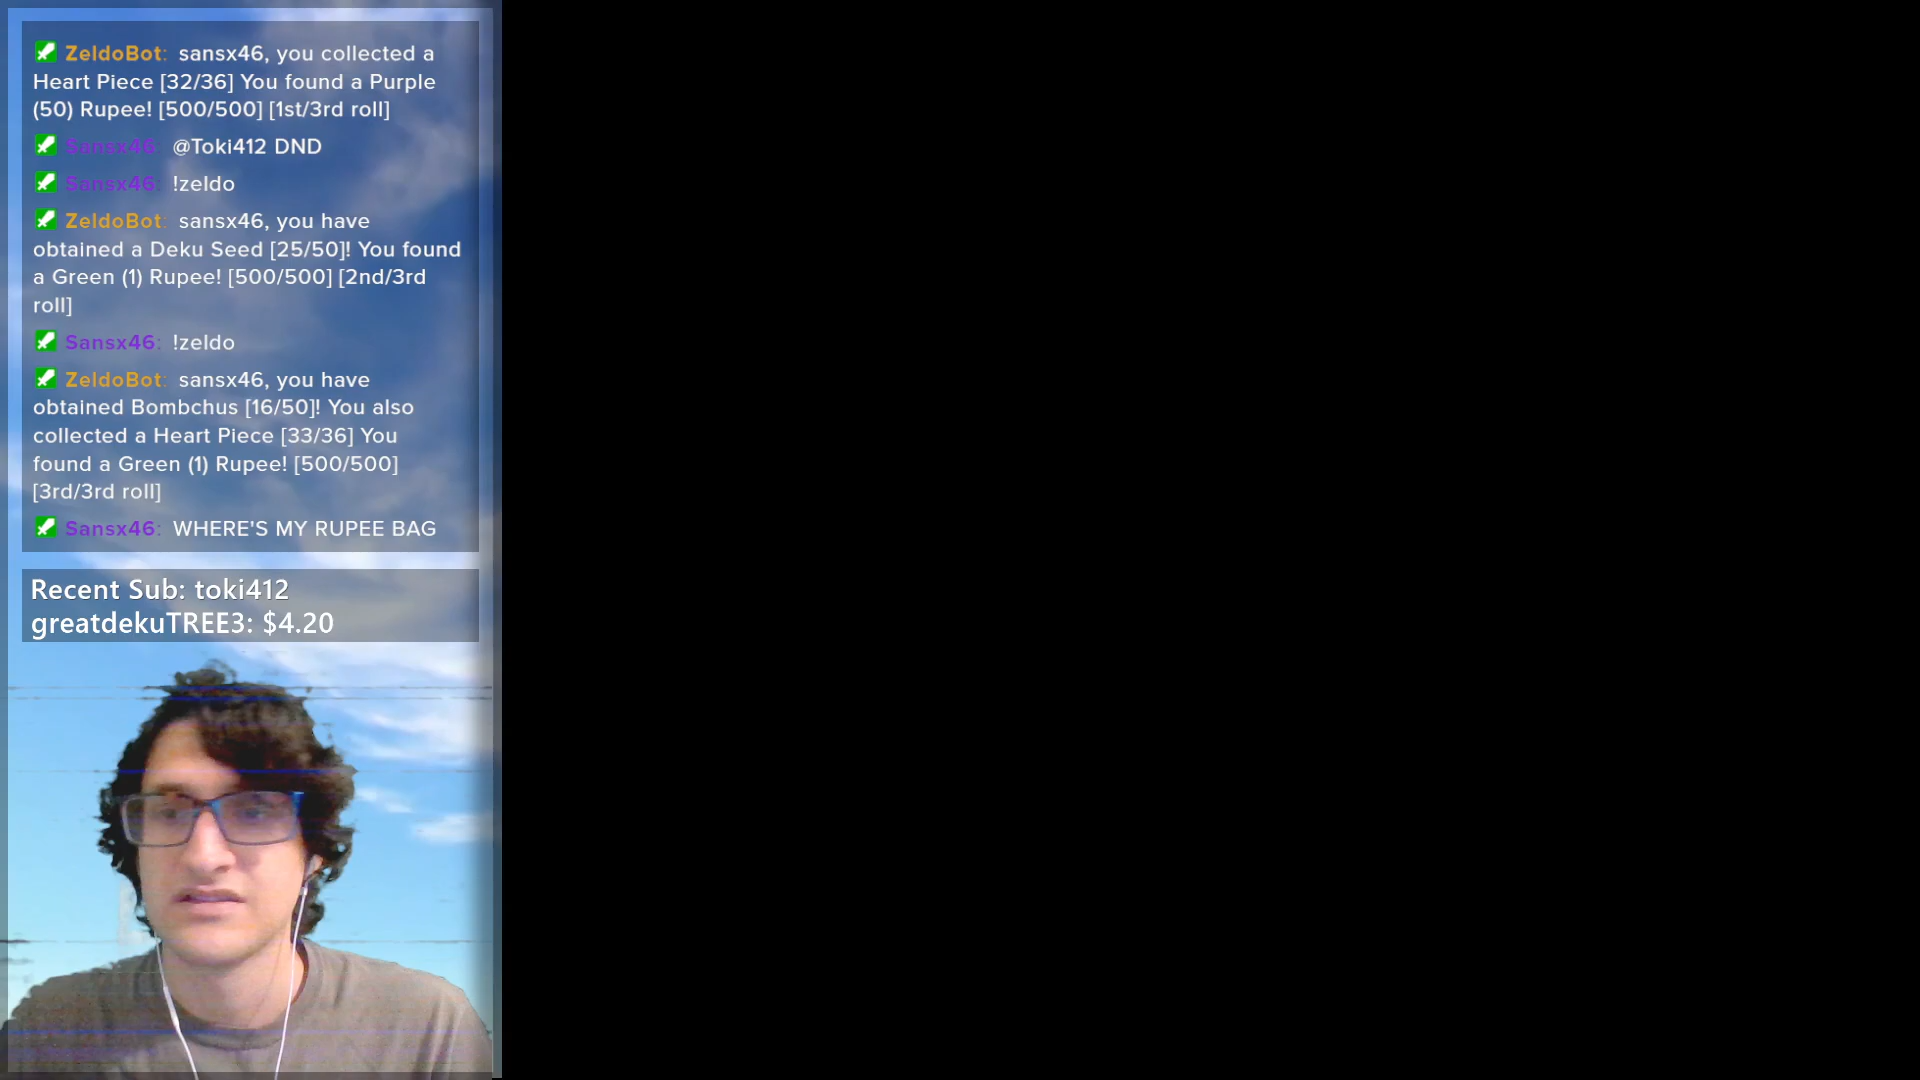 ZeldoBot: sansx46, you collected a
Heart Piece [32/36] You found a Purple
(50) Rupee! [500/500] [1st/3rd roll]
Sansx46: @Toki412 DND
Sansx46: !zeldo
ZeldoBot: sansx46, you have
obtained a Deku Seed [25/50]! You found
a Green (1) Rupee! [500/500] [2nd/3rd
roll]
Sansx46: !zeldo
ZeldoBot: sansx46, you have
obtained Bombchus [16/50]! You also
collected a Heart Piece [33/36] You
found a Green (1) Rupee! [500/500]
[3rd/3rd roll]
Sansx46: WHERE'S MY RUPEE BAG
Recent Sub: toki412
greatdekuTREE3: $4.20